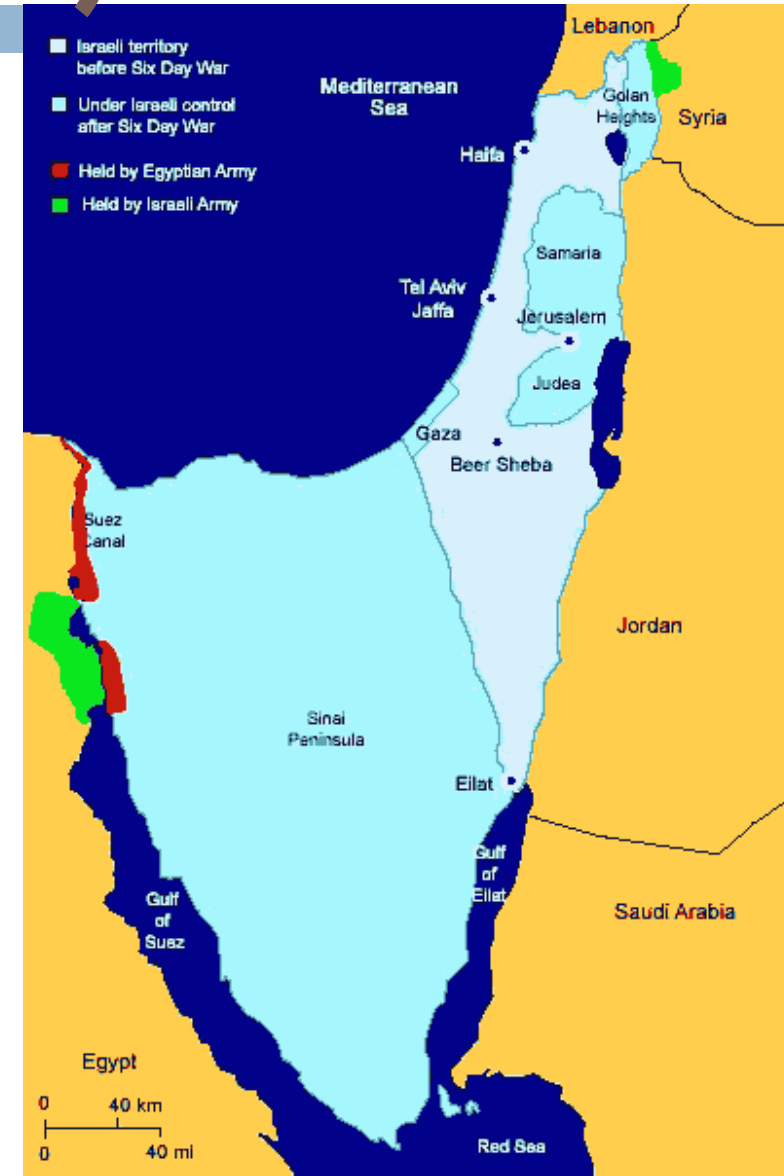 Israeli territory
before Six Day War
Under Israeli control
after Six Day War
Held by Egyptian Army
Held by Israeli Army
Mediterranean
Sea
Lebanon
Golan
Heights
Syria
Haifa
Samaria
Tel Aviv
Jaffa
Jerusalem
Judea
Gaza
Beer Sheba
Suez
Canal
Jordan
Sinai
Peninsula
Eilat
Gulf
of
Eilat
Gulf
of
Suez
Saudi Arabia
Egypt
0 40 km
0 40 mi
Red Sea